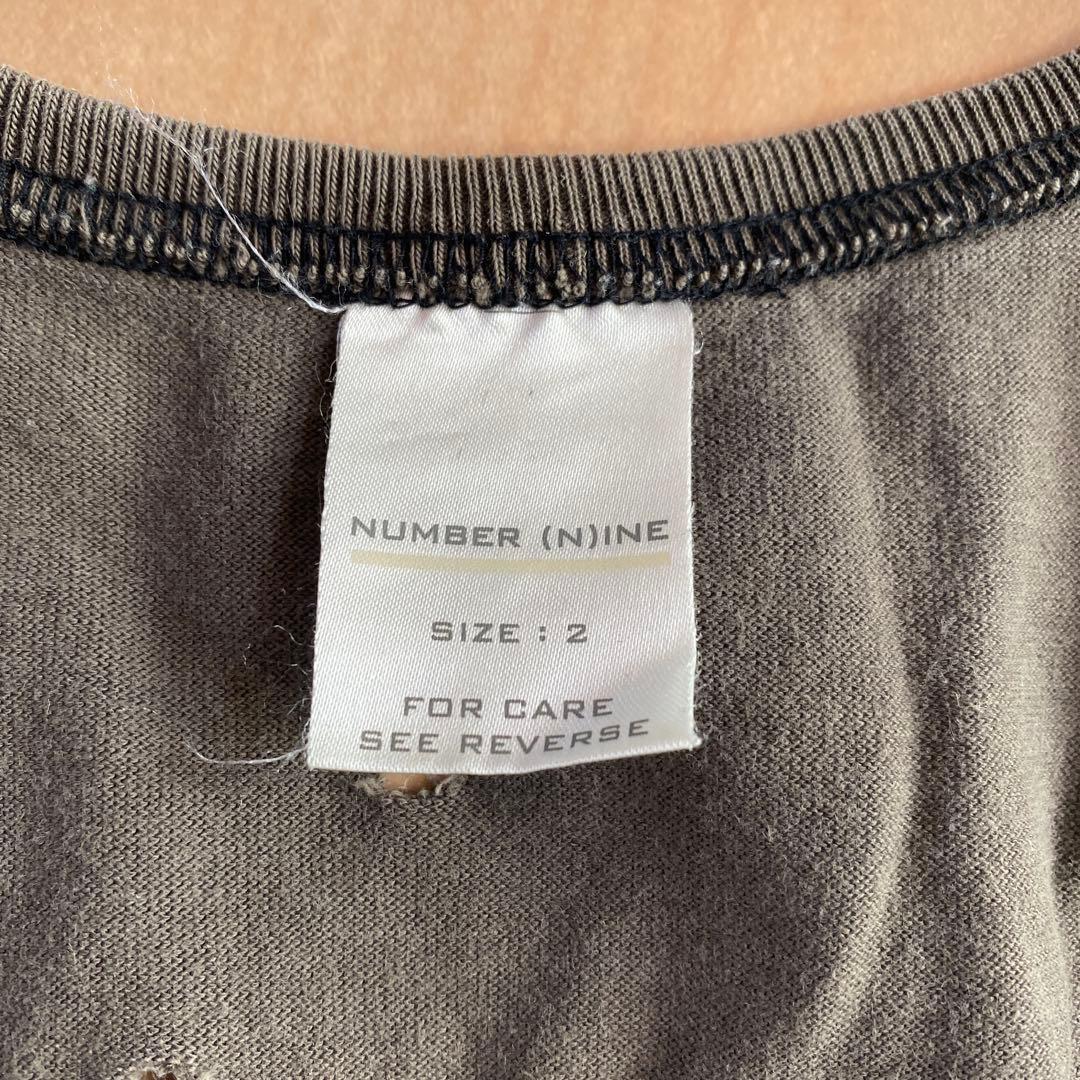 NUMBER (N)INE
SIZE : 2
FOR CARE
SEE REVERSE